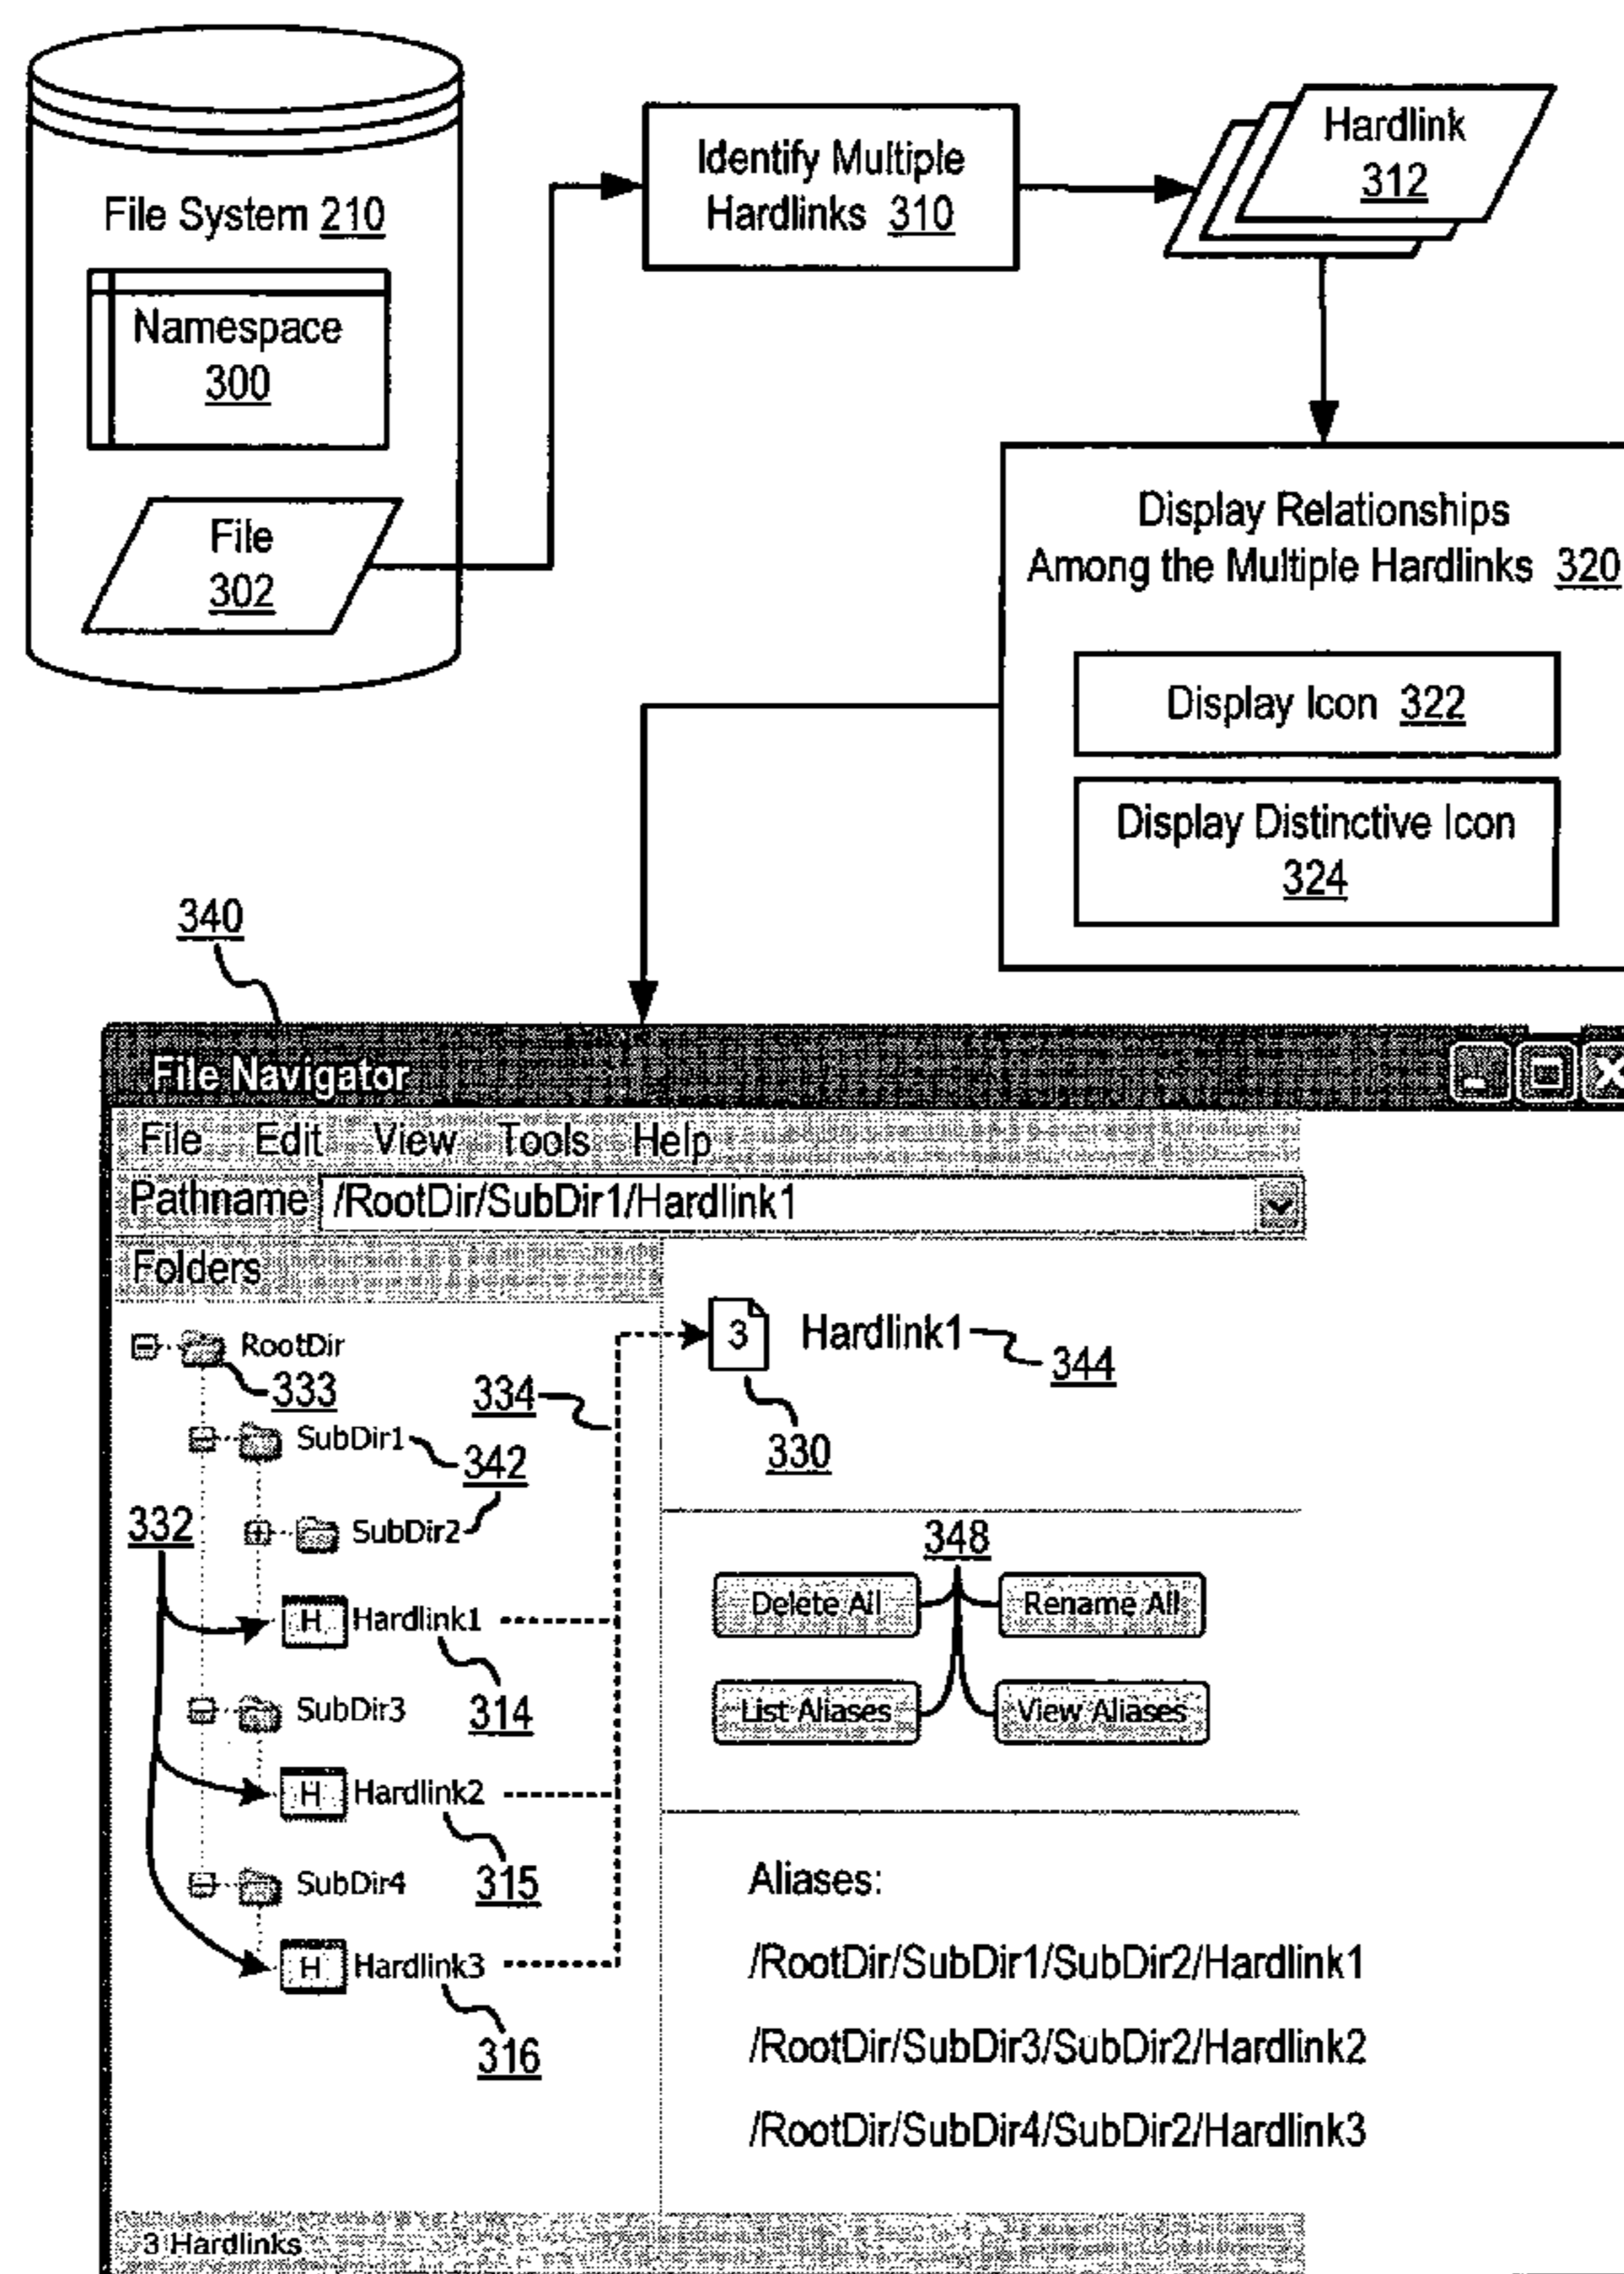 File System 210
Namespace
300
File
302
Identify Multiple
Hardlinks 310
Hardlink
312
Display Relationships
Among the Multiple Hardlinks 320
Display Icon 322
Display Distinctive Icon
324
340
File Navigator
File Edit View Tools Help
Pathname /RootDir/SubDir1/Hardlink1
Folders
RootDir
333
SubDir1
342
SubDir2
332
H Hardlink1
314
SubDir3
H Hardlink2
315
SubDir4
H Hardlink3
316
334
3 Hardlink1
344
330
348
Delete All Rename All
List Aliases View Aliases
Aliases:
/RootDir/SubDir1/SubDir2/Hardlink1
/RootDir/SubDir3/SubDir2/Hardlink2
/RootDir/SubDir4/SubDir2/Hardlink3
3 Hardlinks